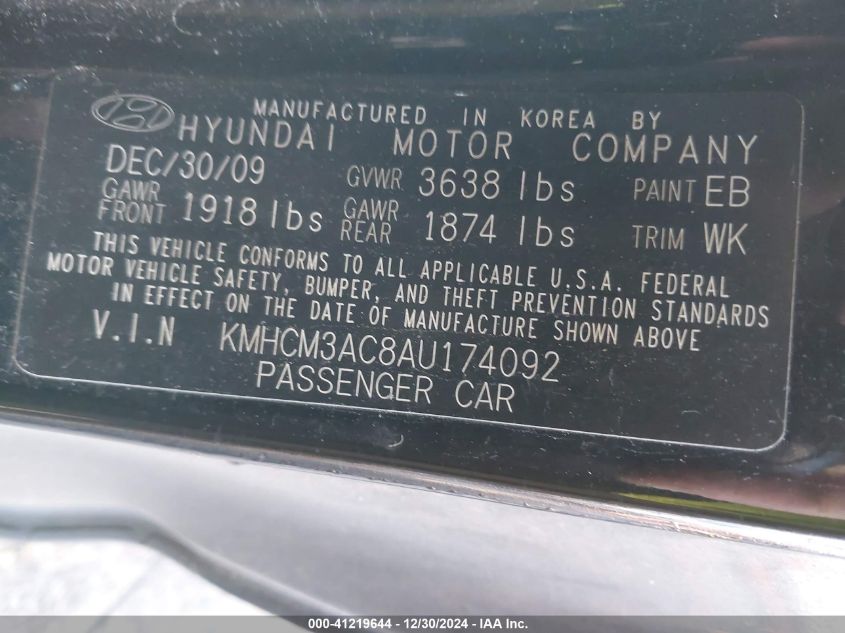 MANUFACTURED IN KOREA BY
HYUNDAI MOTOR COMPANY
DEC/30/09 GVWR 3638 lbs PAINT EB
GAWR FRONT 1918 lbs GAWR REAR 1874 lbs TRIM WK
THIS VEHICLE CONFORMS TO ALL APPLICABLE U.S.A. FEDERAL
MOTOR VEHICLE SAFETY, BUMPER, AND THEFT PREVENTION STANDARDS
IN EFFECT ON THE DATE OF MANUFACTURE SHOWN ABOVE
V.I.N KMHCM3AC8AU174092
PASSENGER CAR
000-41219644 - 12/30/2024 - IAA Inc.